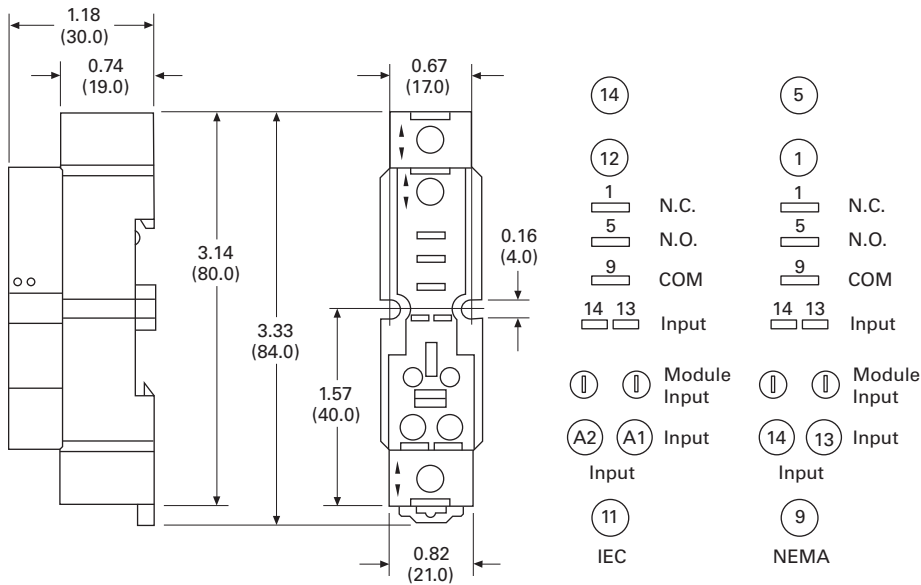 1.18
(30.0)
0.74
(19.0)
3.14
(80.0)
3.33
(84.0)
1.57
(40.0)
0.67
(17.0)
0.16
(4.0)
0.82
(21.0)
14
12
1
N.C.
5
N.O.
9
COM
14 13 Input
Module
Input
A2 A1 Input
Input
11
IEC
5
1
1
N.C.
5
N.O.
9
COM
14 13 Input
Module
Input
14 13 Input
Input
9
NEMA